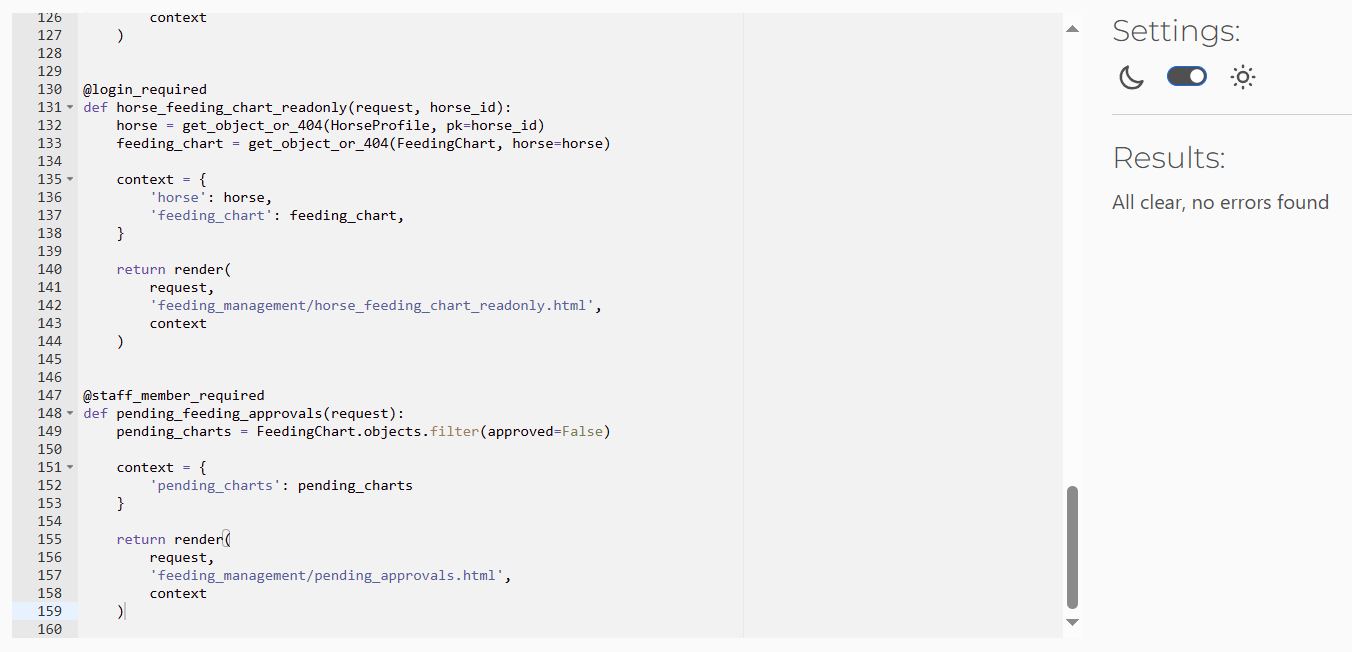 126         context
127     )
128
129
130 @login_required
131 def horse_feeding_chart_readonly(request, horse_id):
132     horse = get_object_or_404(HorseProfile, pk=horse_id)
133     feeding_chart = get_object_or_404(FeedingChart, horse=horse)
134
135     context = {
136         'horse': horse,
137         'feeding_chart': feeding_chart,
138     }
139
140     return render(
141         request,
142         'feeding_management/horse_feeding_chart_readonly.html',
143         context
144     )
145
146
147 @staff_member_required
148 def pending_feeding_approvals(request):
149     pending_charts = FeedingChart.objects.filter(approved=False)
150
151     context = {
152         'pending_charts': pending_charts
153     }
154
155     return render(
156         request,
157         'feeding_management/pending_approvals.html',
158         context
159     )
160
Settings:
Results:
All clear, no errors found